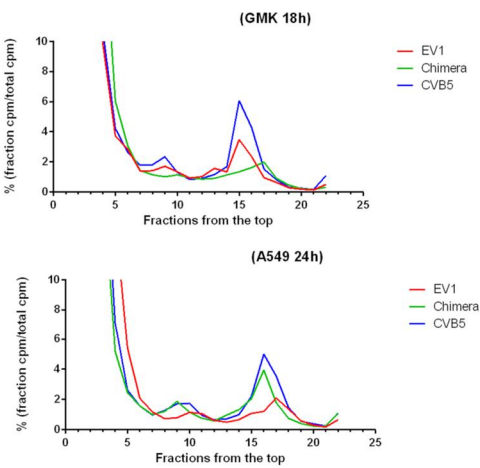 (GMK 18h)
% (fraction cpm/total cpm)
10
8
6
4
2
0
0 5 10 15 20 25
Fractions from the top
EV1
Chimera
CVB5
(A549 24h)
% (fraction cpm/total cpm)
10
8
6
4
2
0
0 5 10 15 20 25
Fractions from the top
EV1
Chimera
CVB5